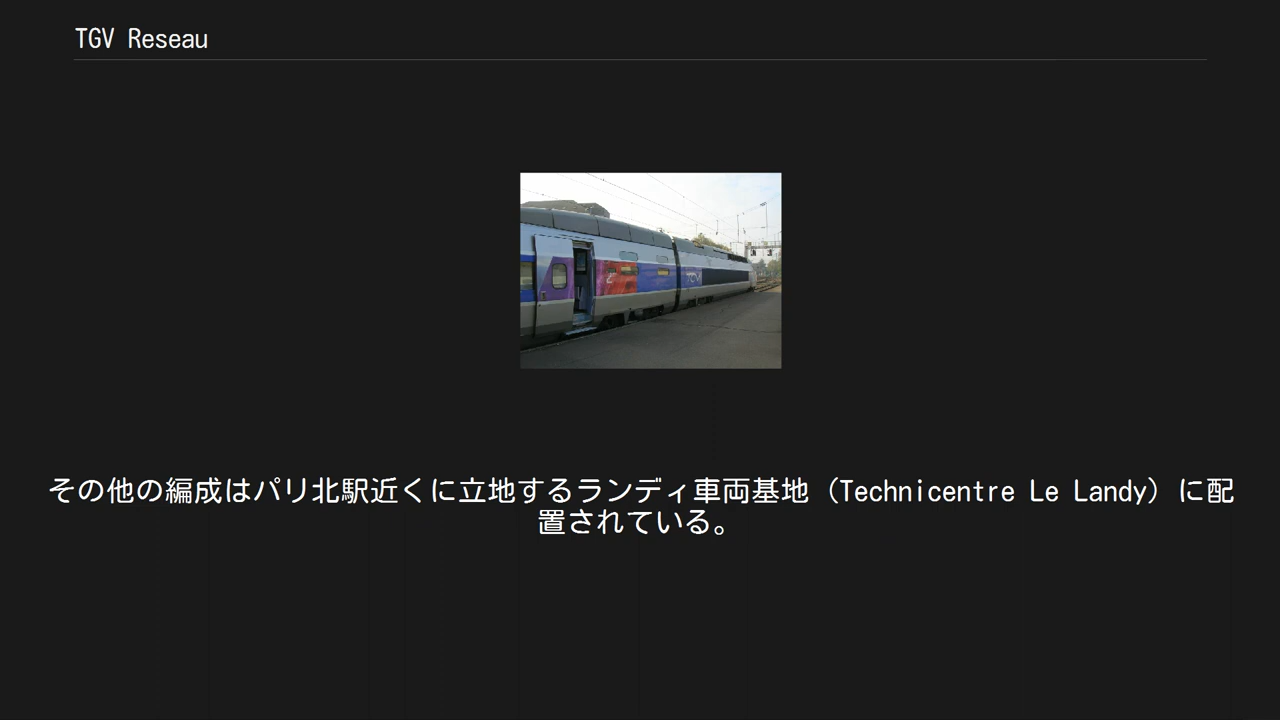 TGV Reseau
その他の編成はパリ北駅近くに立地するランディ車両基地（Technicentre Le Landy）に配
置されている。